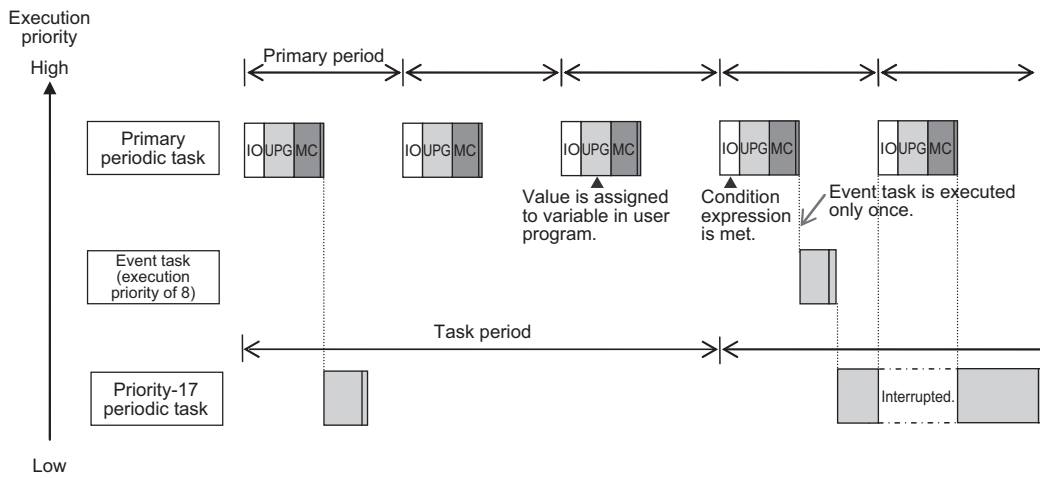 Execution
priority
High
Primary period
Primary
periodic task
IO UPG MC
IO UPG MC
IO UPG MC
IO UPG MC
IO UPG MC
Value is assigned
to variable in user
program.
Condition
expression
is met.
Event task is executed
only once.
Event task
(execution
priority of 8)
Task period
Priority-17
periodic task
Interrupted.
Low